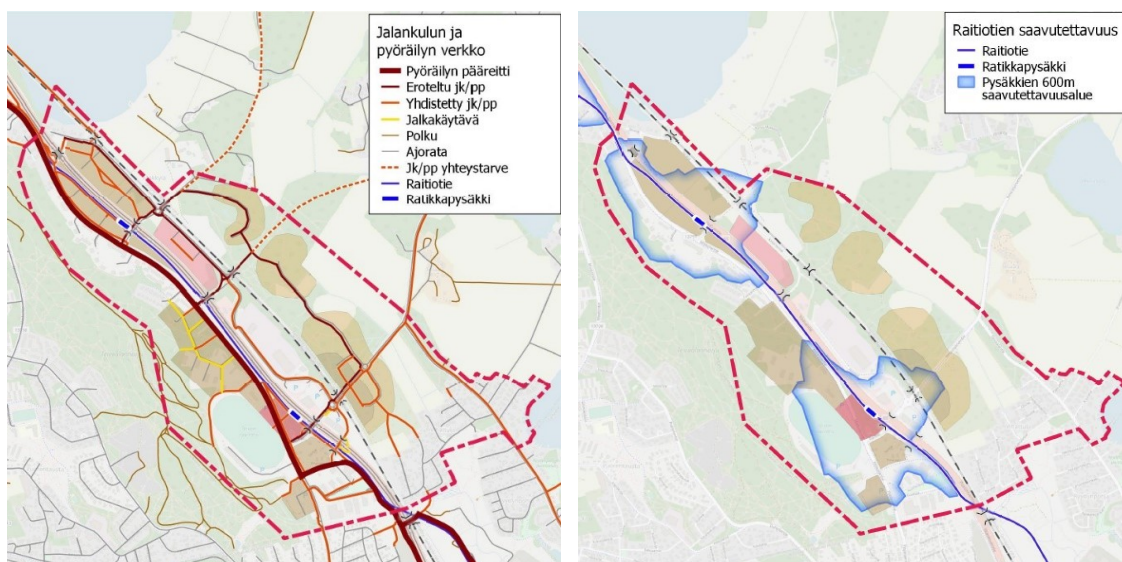 Jalankulun ja
pyöräilyn verkko
Pyöräilyn pääreitti
Eroteltu jk/pp
Yhdistetty jk/pp
Jalkakäytävä
Polku
Ajorata
Jk/pp yhteystarve
Raitiotie
Ratikkapysäkki
Raitiotien saavutettavuus
Raitiotie
Ratikkapysäkki
Pysäkkien 600m
saavutettavuusalue